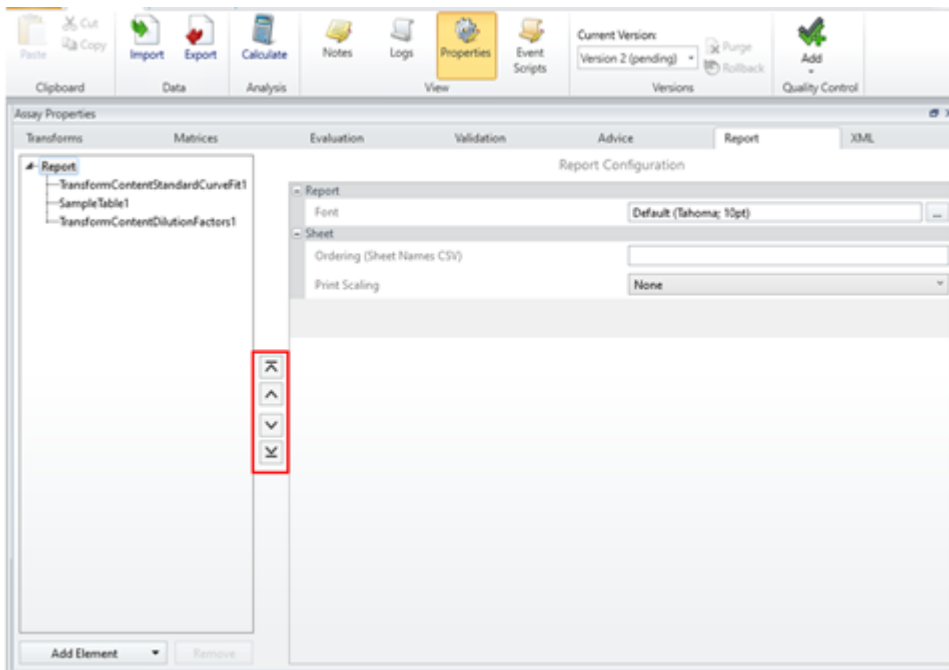 Cut
Paste
Copy
Import
Export
Calculate
Notes
Logs
Properties
Event
Scripts
Current Version:
Version 2 (pending)
Purge
Rollback
Add
Clipboard
Data
Analysis
View
Versions
Quality Control
Assay Properties
Transforms
Matrices
Evaluation
Validation
Advice
Report
XML
Report
TransformContentStandardCurveFit1
SampleTable1
TransformContentDilutionFactors1
Report Configuration
Report
Font
Default (Tahoma; 10pt)
...
Sheet
Ordering (Sheet Names CSV)
Print Scaling
None
Add Element
Remove